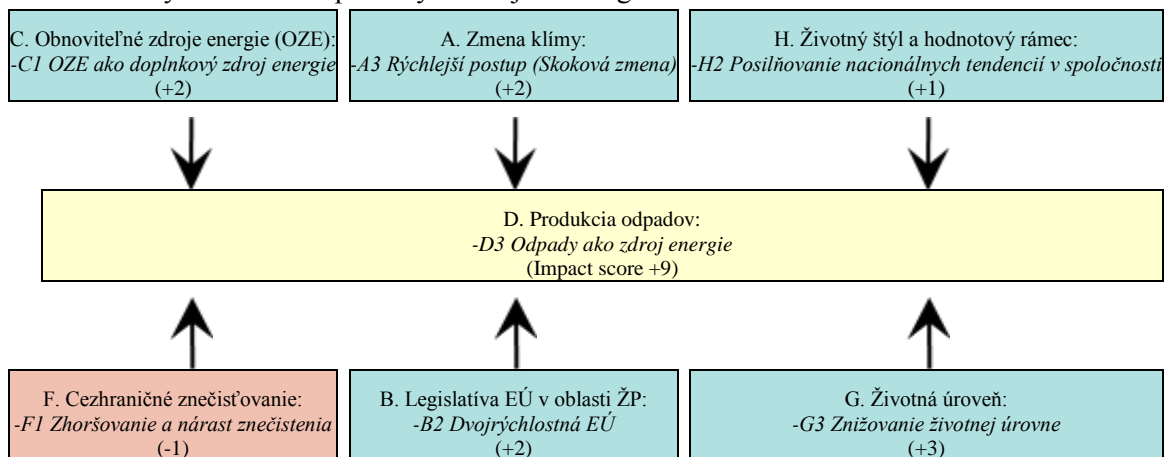 C. Obnoviteľné zdroje energie (OZE):
-C1 OZE ako doplnkový zdroj energie
(+2)
A. Zmena klímy:
-A3 Rýchlejší postup (Skoková zmena)
(+2)
H. Životný štýl a hodnotový rámec:
-H2 Posilňovanie nacionálnych tendencií v spoločnosti
(+1)
D. Produkcia odpadov:
-D3 Odpady ako zdroj energie
(Impact score +9)
F. Cezhraničné znečisťovanie:
-F1 Zhoršovanie a nárast znečistenia
(-1)
B. Legislatíva EÚ v oblasti ŽP:
-B2 Dvojrýchlostná EÚ
(+2)
G. Životná úroveň:
-G3 Znižovanie životnej úrovne
(+3)